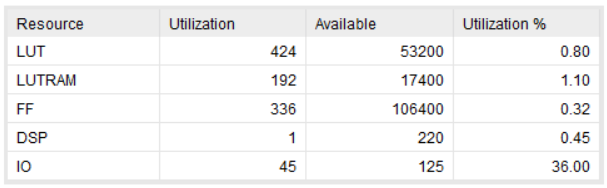 Resource Utilization Available Utilization %
LUT 424 53200 0.80
LUTRAM 192 17400 1.10
FF 336 106400 0.32
DSP 1 220 0.45
IO 45 125 36.00